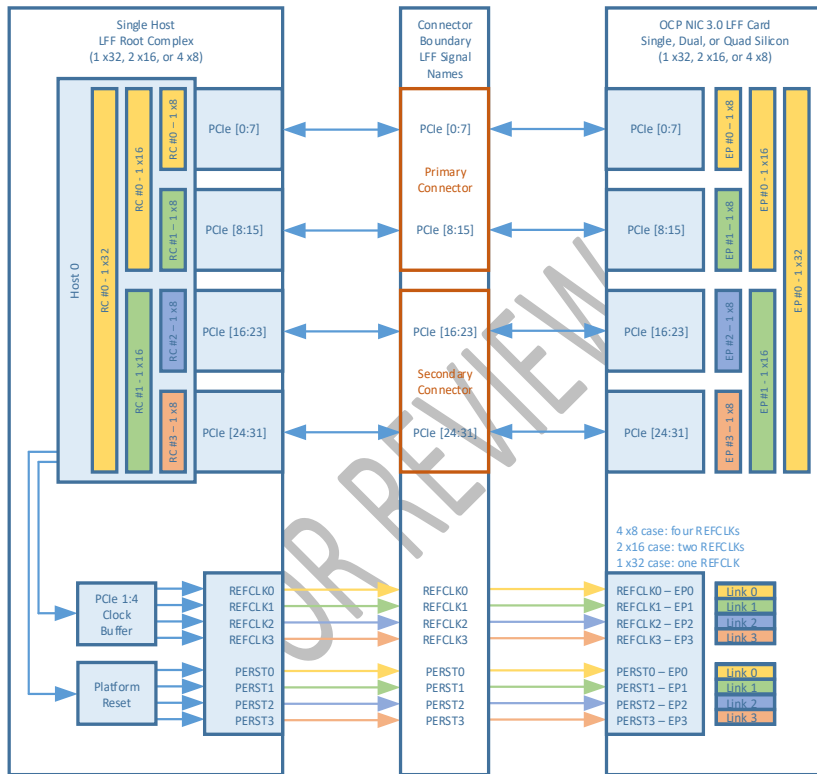 Single Host
LFF Root Complex
(1 x32, 2 x16, or 4 x8)
Host 0
RC #0 - 1 x32
RC #0 - 1 x16
RC #1 - 1 x16
RC #0 – 1 x8
RC #1 – 1 x8
RC #2 – 1 x8
RC #3 – 1 x8
PCIe [0:7]
PCIe [8:15]
PCIe [16:23]
PCIe [24:31]
PCIe 1:4
Clock
Buffer
Platform
Reset
REFCLK0
REFCLK1
REFCLK2
REFCLK3
PERST0
PERST1
PERST2
PERST3
Connector
Boundary
LFF Signal
Names
PCIe [0:7]
Primary
Connector
PCIe [8:15]
PCIe [16:23]
Secondary
Connector
PCIe [24:31]
REFCLK0
REFCLK1
REFCLK2
REFCLK3
PERST0
PERST1
PERST2
PERST3
OCP NIC 3.0 LFF Card
Single, Dual, or Quad Silicon
(1 x32, 2 x16, or 4 x8)
PCIe [0:7]
PCIe [8:15]
PCIe [16:23]
PCIe [24:31]
EP #0 – 1 x8
EP #1 – 1 x8
EP #2 – 1 x8
EP #3 – 1 x8
EP #0 - 1 x16
EP #1 - 1 x16
EP #0 - 1 x32
4 x8 case: four REFCLKs
2 x16 case: two REFCLKs
1 x32 case: one REFCLK
REFCLK0 – EP0
REFCLK1 – EP1
REFCLK2 – EP2
REFCLK3 – EP3
Link 0
Link 1
Link 2
Link 3
PERST0 – EP0
PERST1 – EP1
PERST2 – EP2
PERST3 – EP3
Link 0
Link 1
Link 2
Link 3
OR REVIEW